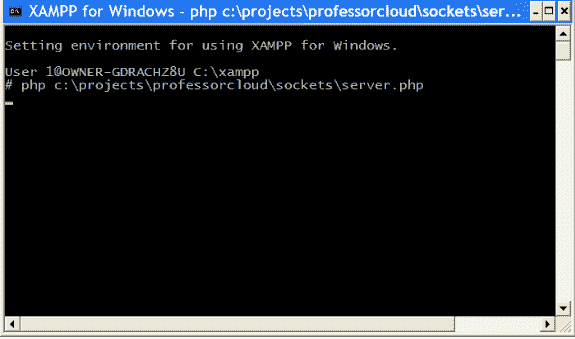 XAMPP for Windows - php c:\projects\professorcloud\sockets\ser...
Setting environment for using XAMPP for Windows.
User 1@OWNER-GDRACHZ8U C:\xampp
# php c:\projects\professorcloud\sockets\server.php